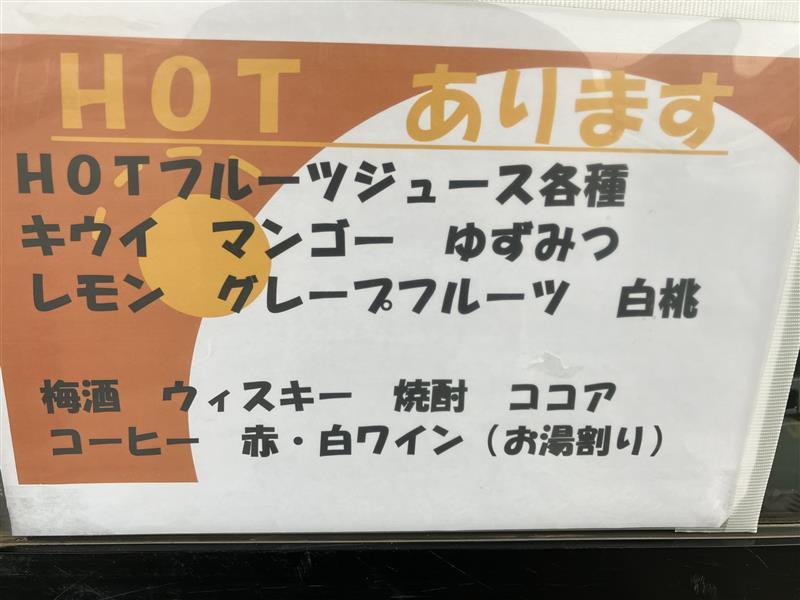 HOT あります
HOTフルーツジュース各種
キウイ マンゴー ゆずみつ
レモン グレープフルーツ 白桃
梅酒 ウィスキー 焼酎 ココア
コーヒー 赤・白ワイン（お湯割り）